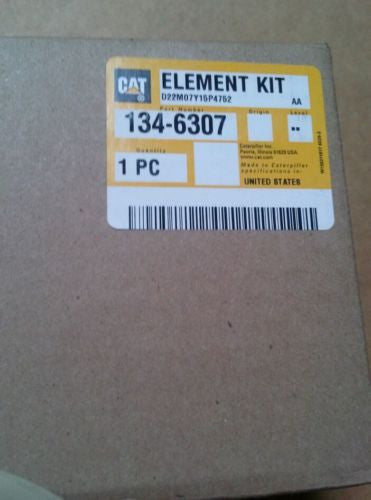 CAT
ELEMENT KIT
D22M07Y15P4752
AA
Part Number
Origin
Level
134-6307
--
Quantity
1 PC
Caterpillar Inc.
Peoria, Illinois 61629 USA.
www.cat.com
Made to Caterpillar
specifications in
UNITED STATES